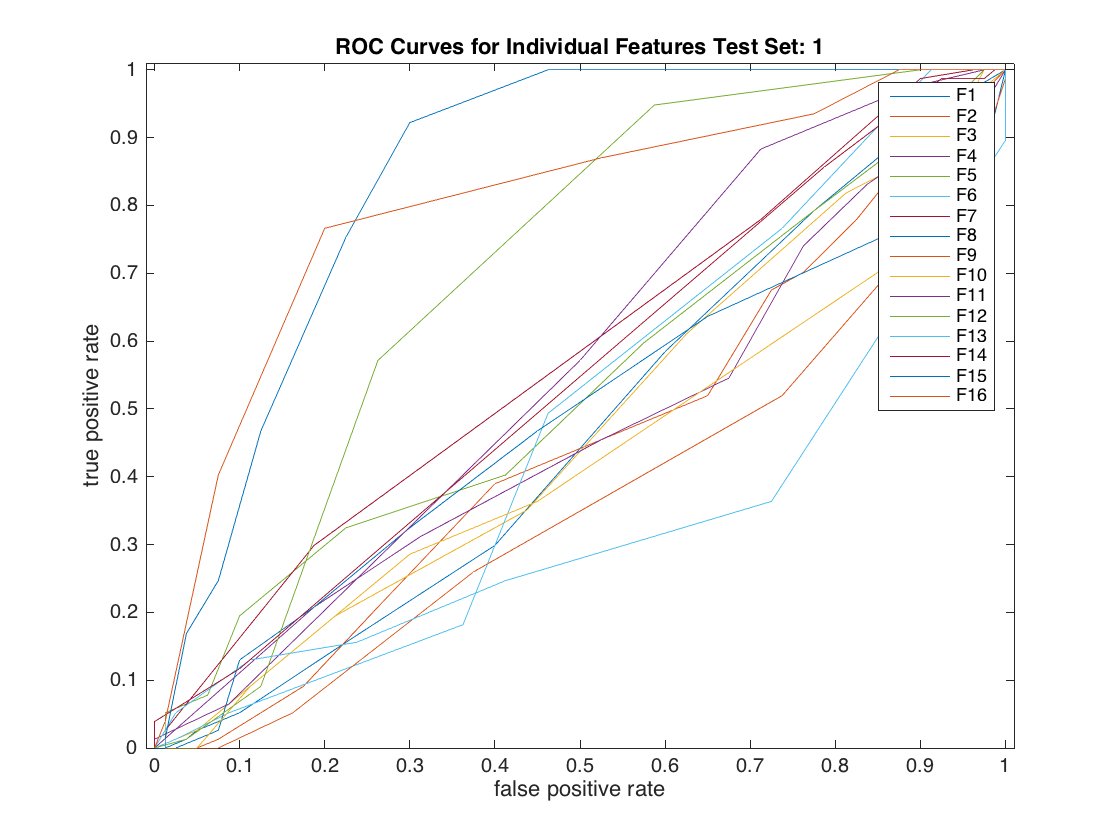 ROC Curves for Individual Features Test Set: 1
1
0.9
0.8
0.7
0.6
0.5
0.4
0.3
0.2
0.1
0
true positive rate
F1
F2
F3
F4
F5
F6
F7
F8
F9
F10
F11
F12
F13
F14
F15
F16
0 0.1 0.2 0.3 0.4 0.5 0.6 0.7 0.8 0.9 1
false positive rate